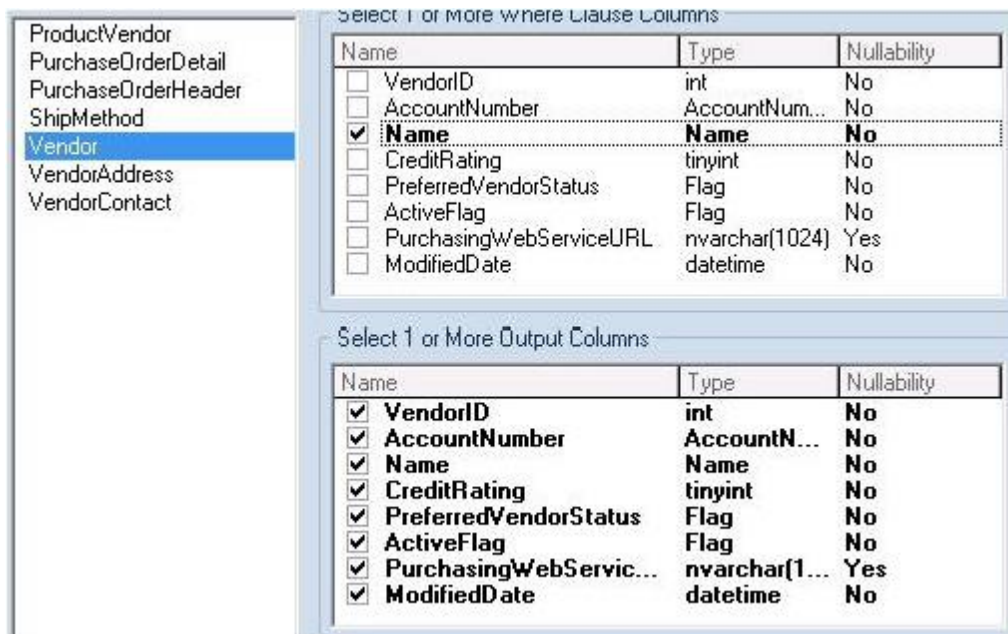 ProductVendor
PurchaseOrderDetail
PurchaseOrderHeader
ShipMethod
Vendor
VendorAddress
VendorContact
Select 1 or More Where Clause Columns
Name Type Nullability
VendorID int No
AccountNumber AccountNum... No
Name Name No
CreditRating tinyint No
PreferredVendorStatus Flag No
ActiveFlag Flag No
PurchasingWebServiceURL nvarchar(1024) Yes
ModifiedDate datetime No
Select 1 or More Output Columns
Name Type Nullability
VendorID int No
AccountNumber AccountN... No
Name Name No
CreditRating tinyint No
PreferredVendorStatus Flag No
ActiveFlag Flag No
PurchasingWebServic... nvarchar(1... Yes
ModifiedDate datetime No